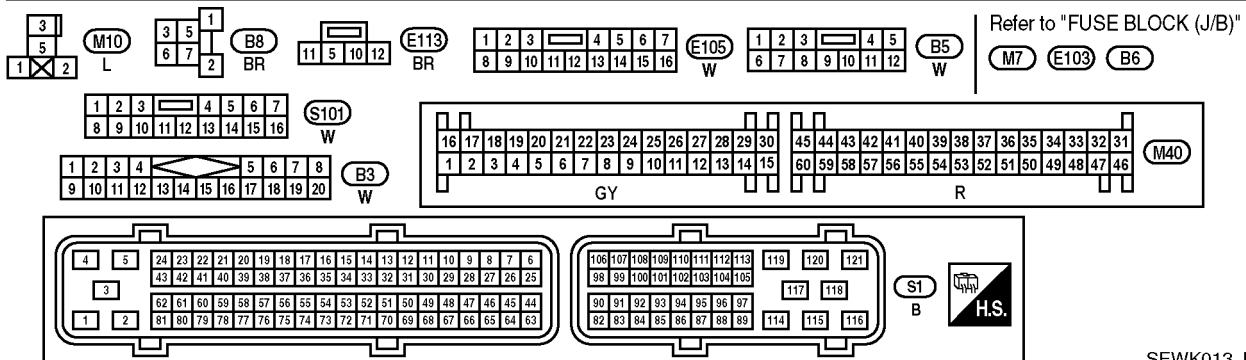 Refer to "FUSE BLOCK (J/B)"
M7 E103 B6
3
5
1 2
M10
L
1
3 5
6 7
2
B8
BR
11 5 10 12
E113
BR
1 2 3 4 5 6 7
8 9 10 11 12 13 14 15 16
E105
W
1 2 3 4 5
6 7 8 9 10 11 12
B5
W
1 2 3 4 5 6 7
8 9 10 11 12 13 14 15 16
S101
W
1 2 3 4 5 6 7 8
9 10 11 12 13 14 15 16 17 18 19 20
B3
W
16 17 18 19 20 21 22 23 24 25 26 27 28 29 30
1 2 3 4 5 6 7 8 9 10 11 12 13 14 15
GY
45 44 43 42 41 40 39 38 37 36 35 34 33 32 31
60 59 58 57 56 55 54 53 52 51 50 49 48 47 46
R
M40
4 5
3
1 2
24 23 22 21 20 19 18 17 16 15 14 13 12 11 10 9 8 7 6
43 42 41 40 39 38 37 36 35 34 33 32 31 30 29 28 27 26 25
62 61 60 59 58 57 56 55 54 53 52 51 50 49 48 47 46 45 44
81 80 79 78 77 76 75 74 73 72 71 70 69 68 67 66 65 64 63
106 107 108 109 110 111 112 113
98 99 100 101 102 103 104 105
90 91 92 93 94 95 96 97
82 83 84 85 86 87 88 89
119 120 121
117 118
114 115 116
S1
B
H.S.